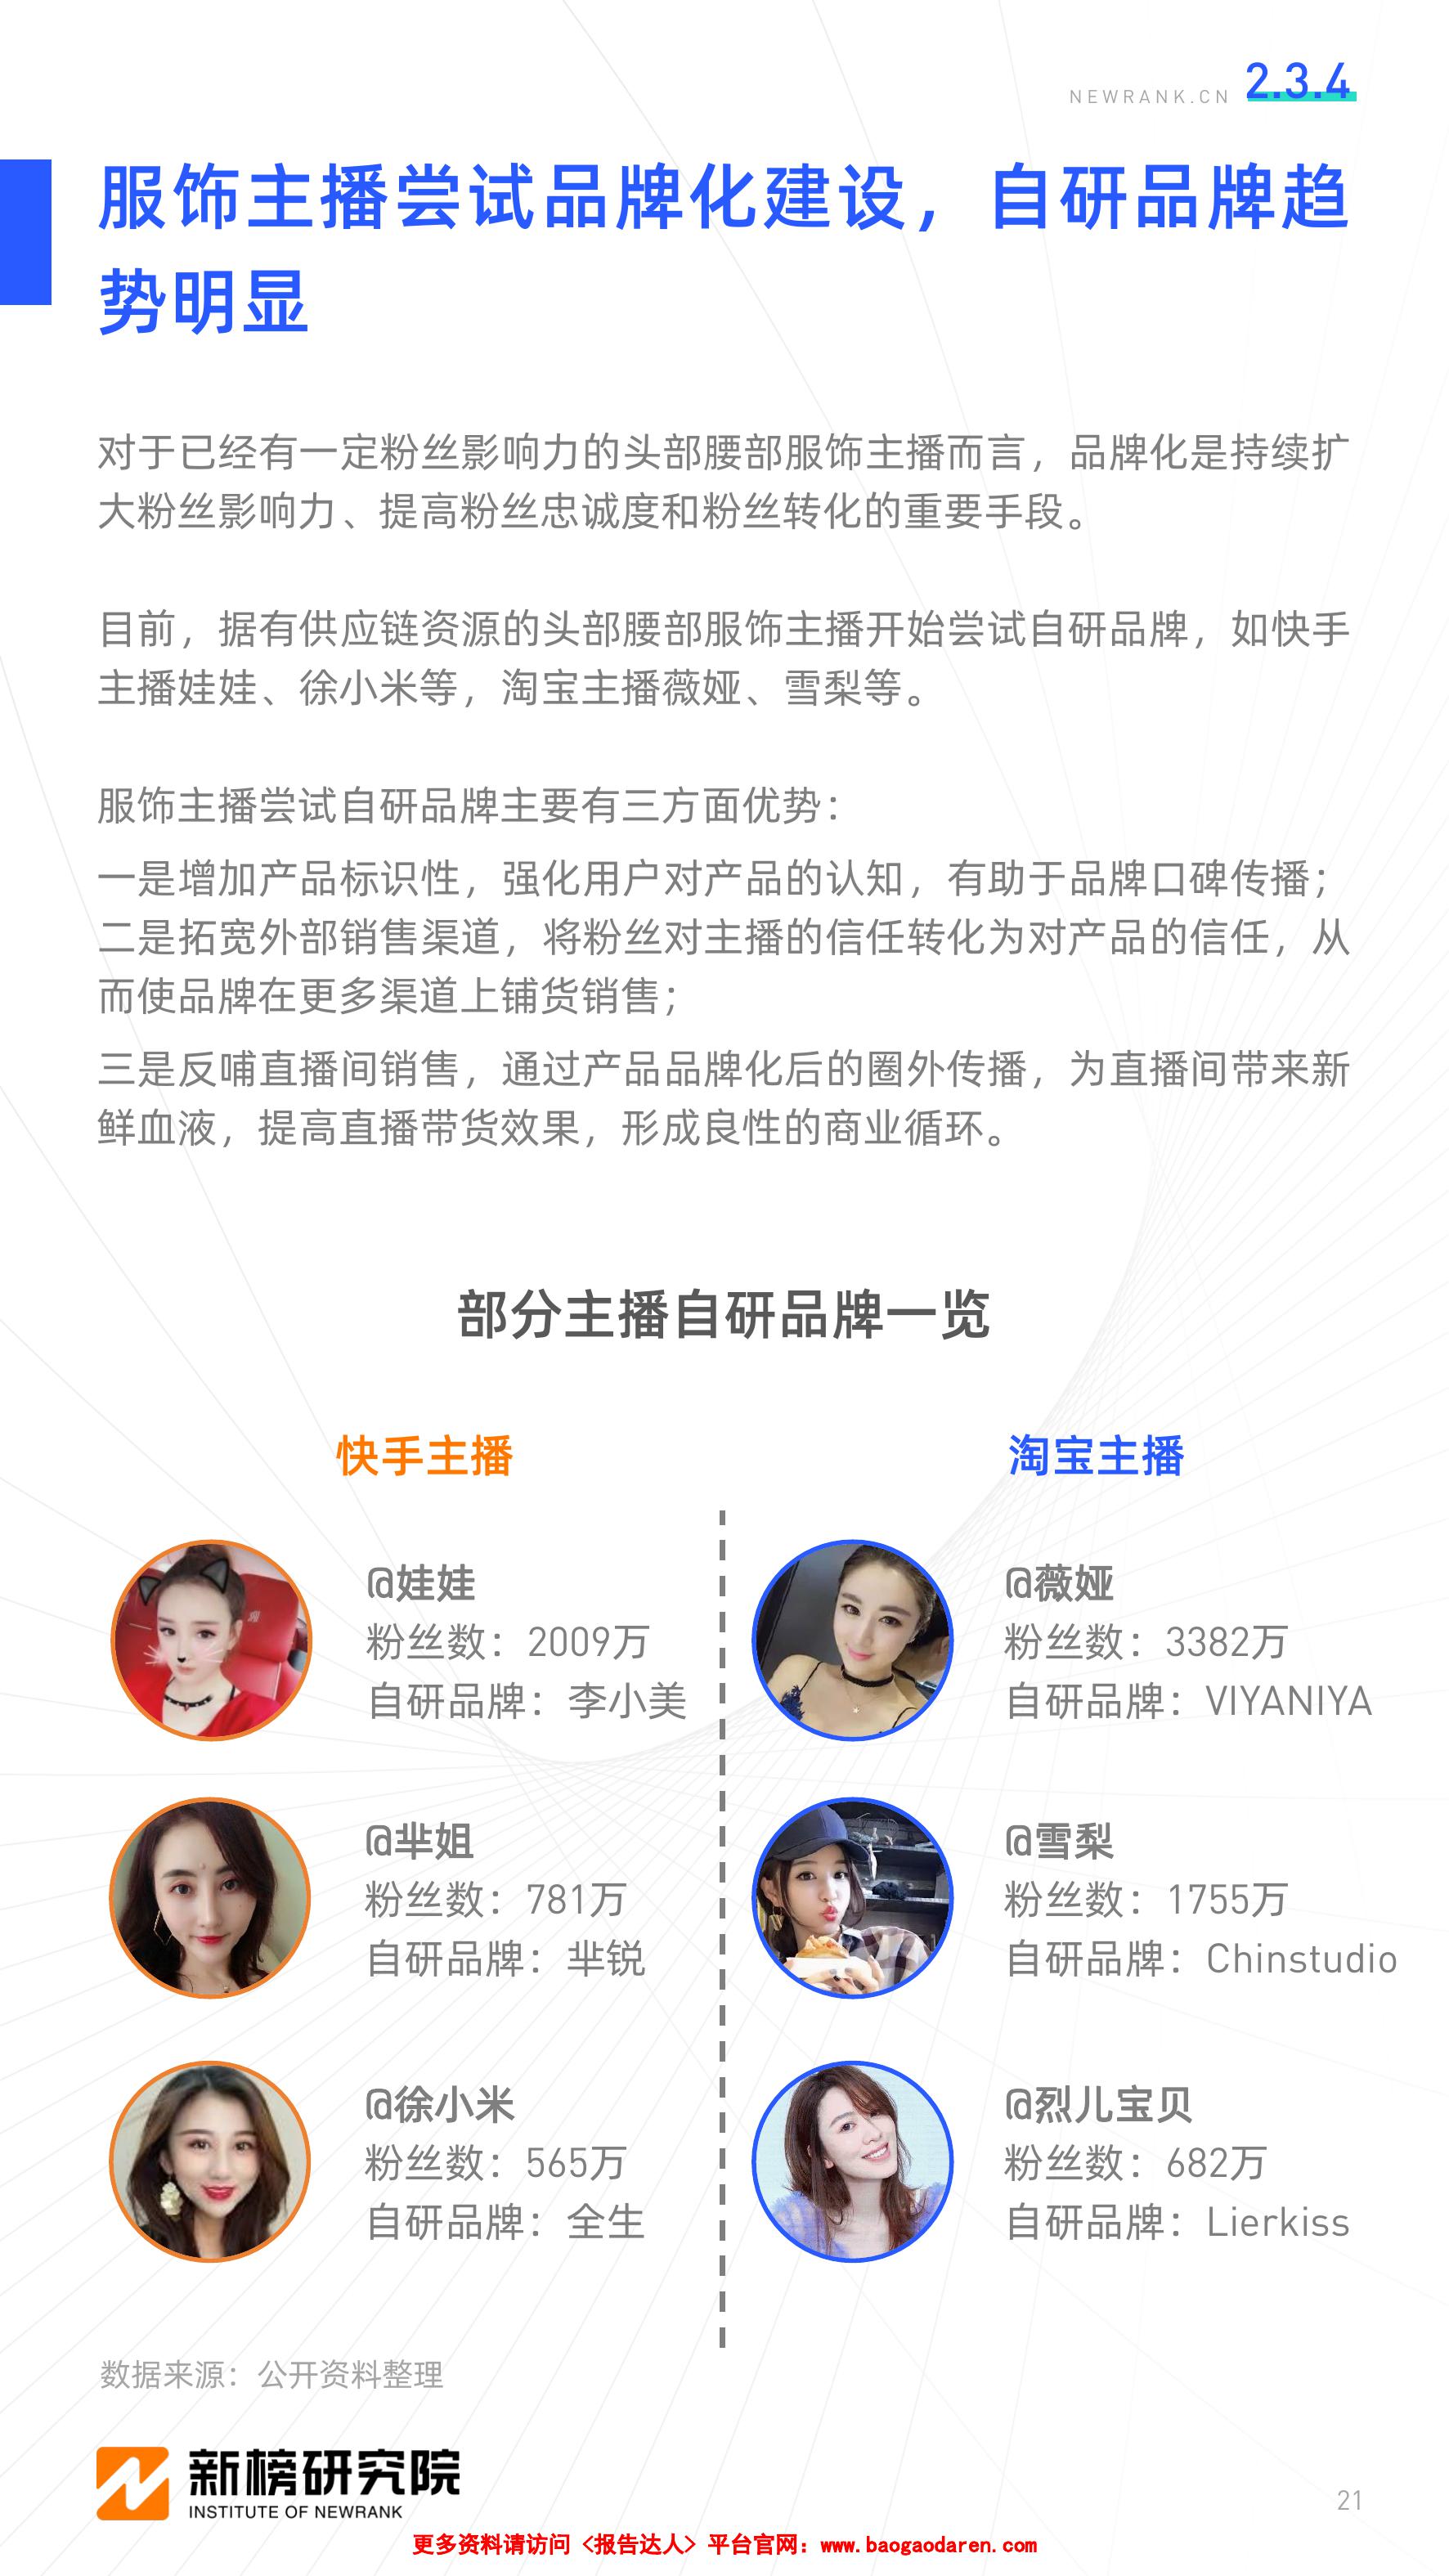 NEWRANK.CN 2.3.4
服饰主播尝试品牌化建设，自研品牌趋
势明显
对于已经有一定粉丝影响力的头部腰部服饰主播而言，品牌化是持续扩
大粉丝影响力、提高粉丝忠诚度和粉丝转化的重要手段。
目前，据有供应链资源的头部腰部服饰主播开始尝试自研品牌，如快手
主播娃娃、徐小米等，淘宝主播薇娅、雪梨等。
服饰主播尝试自研品牌主要有三方面优势：
一是增加产品标识性，强化用户对产品的认知，有助于品牌口碑传播；
二是拓宽外部销售渠道，将粉丝对主播的信任转化为对产品的信任，从
而使品牌在更多渠道上铺货销售；
三是反哺直播间销售，通过产品品牌化后的圈外传播，为直播间带来新
鲜血液，提高直播带货效果，形成良性的商业循环。
部分主播自研品牌一览
快手主播
@娃娃
粉丝数：2009万
自研品牌：李小美
@芈姐
粉丝数：781万
自研品牌：芈锐
@徐小米
粉丝数：565万
自研品牌：全生
淘宝主播
@薇娅
粉丝数：3382万
自研品牌：VIYANIYA
@雪梨
粉丝数：1755万
自研品牌：Chinstudio
@烈儿宝贝
粉丝数：682万
自研品牌：Lierkiss
数据来源：公开资料整理
新榜研究院
INSTITUTE OF NEWRANK
21
更多资料请访问《报告达人》平台官网：www.baogaodaren.com